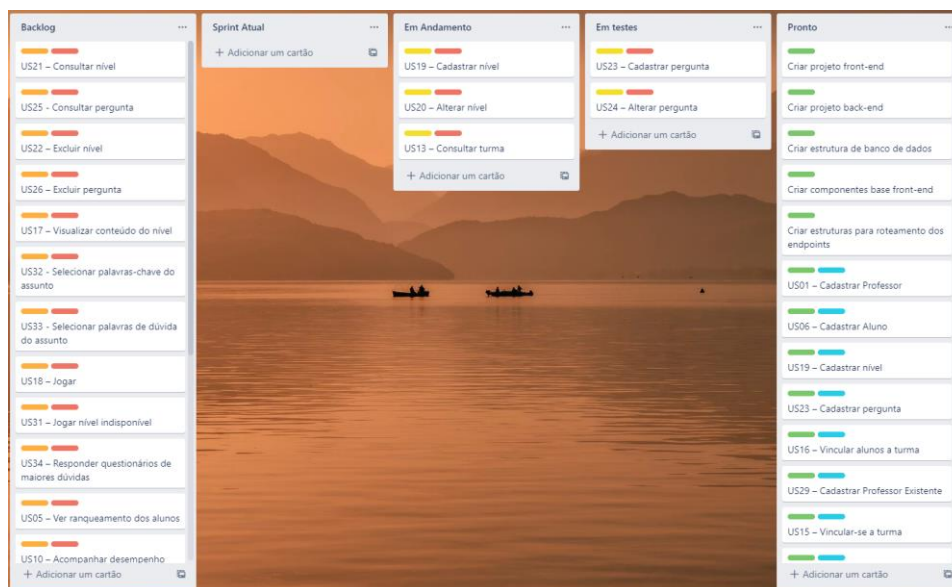 Backlog
US21 – Consultar nível
US25 - Consultar pergunta
US22 – Excluir nível
US26 – Excluir pergunta
US17 – Visualizar conteúdo do nível
US32 - Selecionar palavras-chave do
assunto
US33 - Selecionar palavras de dúvida
do assunto
US18 – Jogar
US31 – Jogar nível indisponível
US34 – Responder questionários de
maiores dúvidas
US05 – Ver ranqueamento dos alunos
US10 – Acompanhar desempenho
+ Adicionar um cartão
Sprint Atual
+ Adicionar um cartão
Em Andamento
US19 – Cadastrar nível
US20 – Alterar nível
US13 – Consultar turma
+ Adicionar um cartão
Em testes
US23 – Cadastrar pergunta
US24 – Alterar pergunta
+ Adicionar um cartão
Pronto
Criar projeto front-end
Criar projeto back-end
Criar estrutura de banco de dados
Criar componentes base front-end
Criar estruturas para roteamento dos
endpoints
US01 – Cadastrar Professor
US06 – Cadastrar Aluno
US19 – Cadastrar nível
US23 – Cadastrar pergunta
US16 – Vincular alunos a turma
US29 – Cadastrar Professor Existente
US15 – Vincular-se a turma
+ Adicionar um cartão